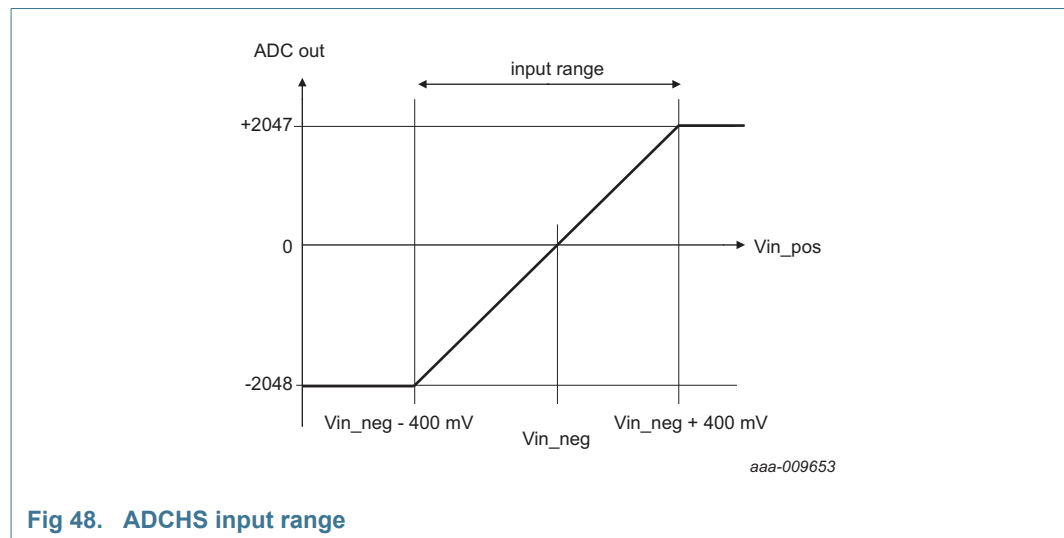 ADC out
input range
+2047
0
Vin_pos
-2048
Vin_neg - 400 mV
Vin_neg
Vin_neg + 400 mV
aaa-009653
Fig 48. ADCHS input range